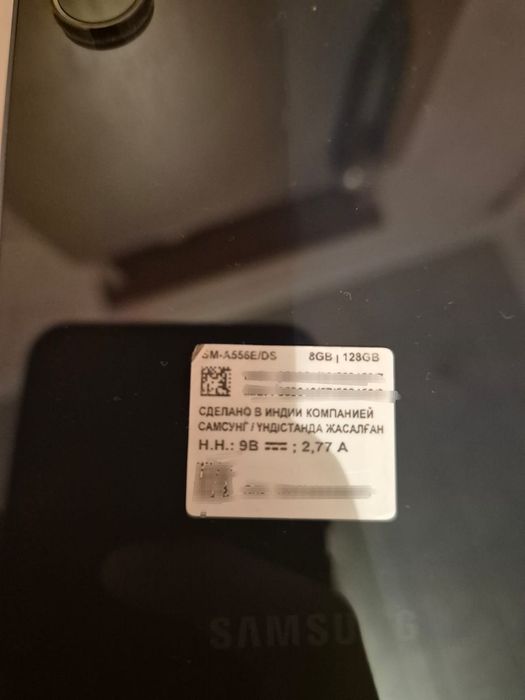 SM-A556E/DS 8GB | 128GB
СДЕЛАНО В ИНДИИ КОМПАНИЕЙ
САМСУНГ / ҮНДІСТАНДА ЖАСАЛҒАН
Н.Н.: 9В ⎓ ; 2,77 А
SAMSUNG